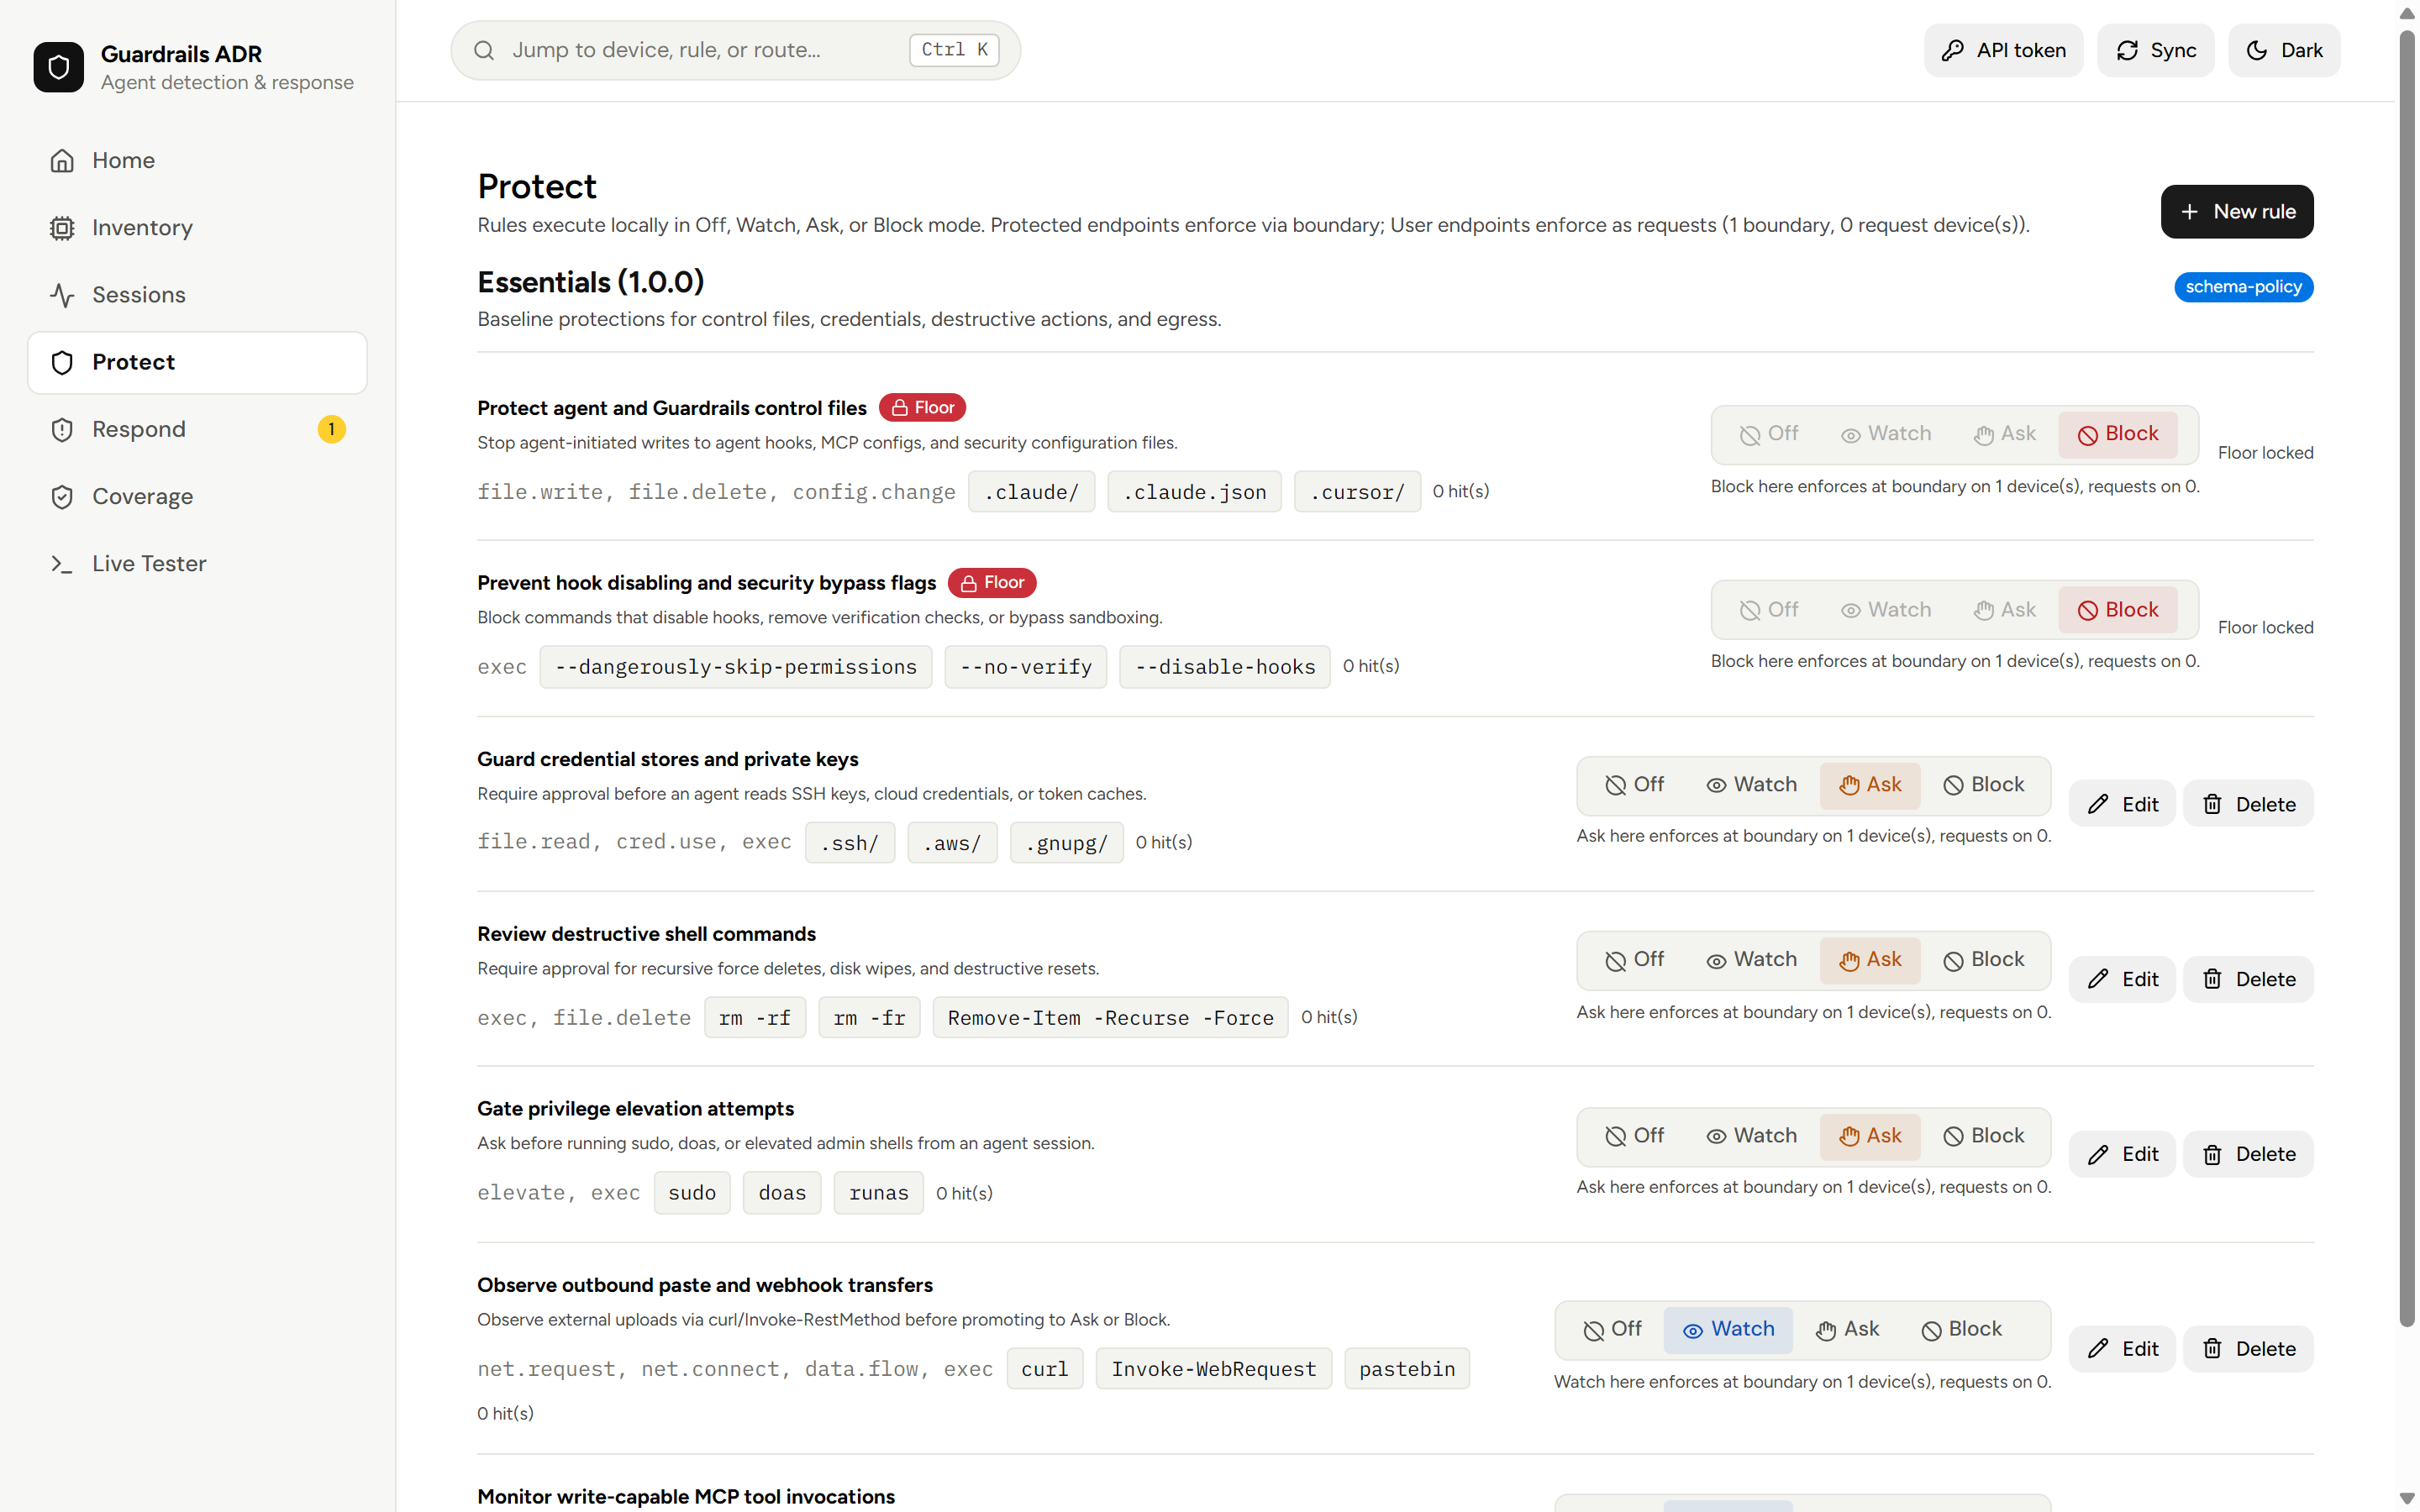 Guardrails ADR
Agent detection & response
Home
Inventory
Sessions
Protect
Respond 1
Coverage
Live Tester
Jump to device, rule, or route... Ctrl K
API token Sync Dark
Protect
Rules execute locally in Off, Watch, Ask, or Block mode. Protected endpoints enforce via boundary; User endpoints enforce as requests (1 boundary, 0 request device(s)).
New rule
Essentials (1.0.0)
schema-policy
Baseline protections for control files, credentials, destructive actions, and egress.
Protect agent and Guardrails control files Floor
Stop agent-initiated writes to agent hooks, MCP configs, and security configuration files.
file.write, file.delete, config.change .claude/ .claude.json .cursor/ 0 hit(s)
Off Watch Ask Block
Floor locked
Block here enforces at boundary on 1 device(s), requests on 0.
Prevent hook disabling and security bypass flags Floor
Block commands that disable hooks, remove verification checks, or bypass sandboxing.
exec --dangerously-skip-permissions --no-verify --disable-hooks 0 hit(s)
Off Watch Ask Block
Floor locked
Block here enforces at boundary on 1 device(s), requests on 0.
Guard credential stores and private keys
Require approval before an agent reads SSH keys, cloud credentials, or token caches.
file.read, cred.use, exec .ssh/ .aws/ .gnupg/ 0 hit(s)
Off Watch Ask Block
Edit Delete
Ask here enforces at boundary on 1 device(s), requests on 0.
Review destructive shell commands
Require approval for recursive force deletes, disk wipes, and destructive resets.
exec, file.delete rm -rf rm -fr Remove-Item -Recurse -Force 0 hit(s)
Off Watch Ask Block
Edit Delete
Ask here enforces at boundary on 1 device(s), requests on 0.
Gate privilege elevation attempts
Ask before running sudo, doas, or elevated admin shells from an agent session.
elevate, exec sudo doas runas 0 hit(s)
Off Watch Ask Block
Edit Delete
Ask here enforces at boundary on 1 device(s), requests on 0.
Observe outbound paste and webhook transfers
Observe external uploads via curl/Invoke-RestMethod before promoting to Ask or Block.
net.request, net.connect, data.flow, exec curl Invoke-WebRequest pastebin
0 hit(s)
Off Watch Ask Block
Edit Delete
Watch here enforces at boundary on 1 device(s), requests on 0.
Monitor write-capable MCP tool invocations